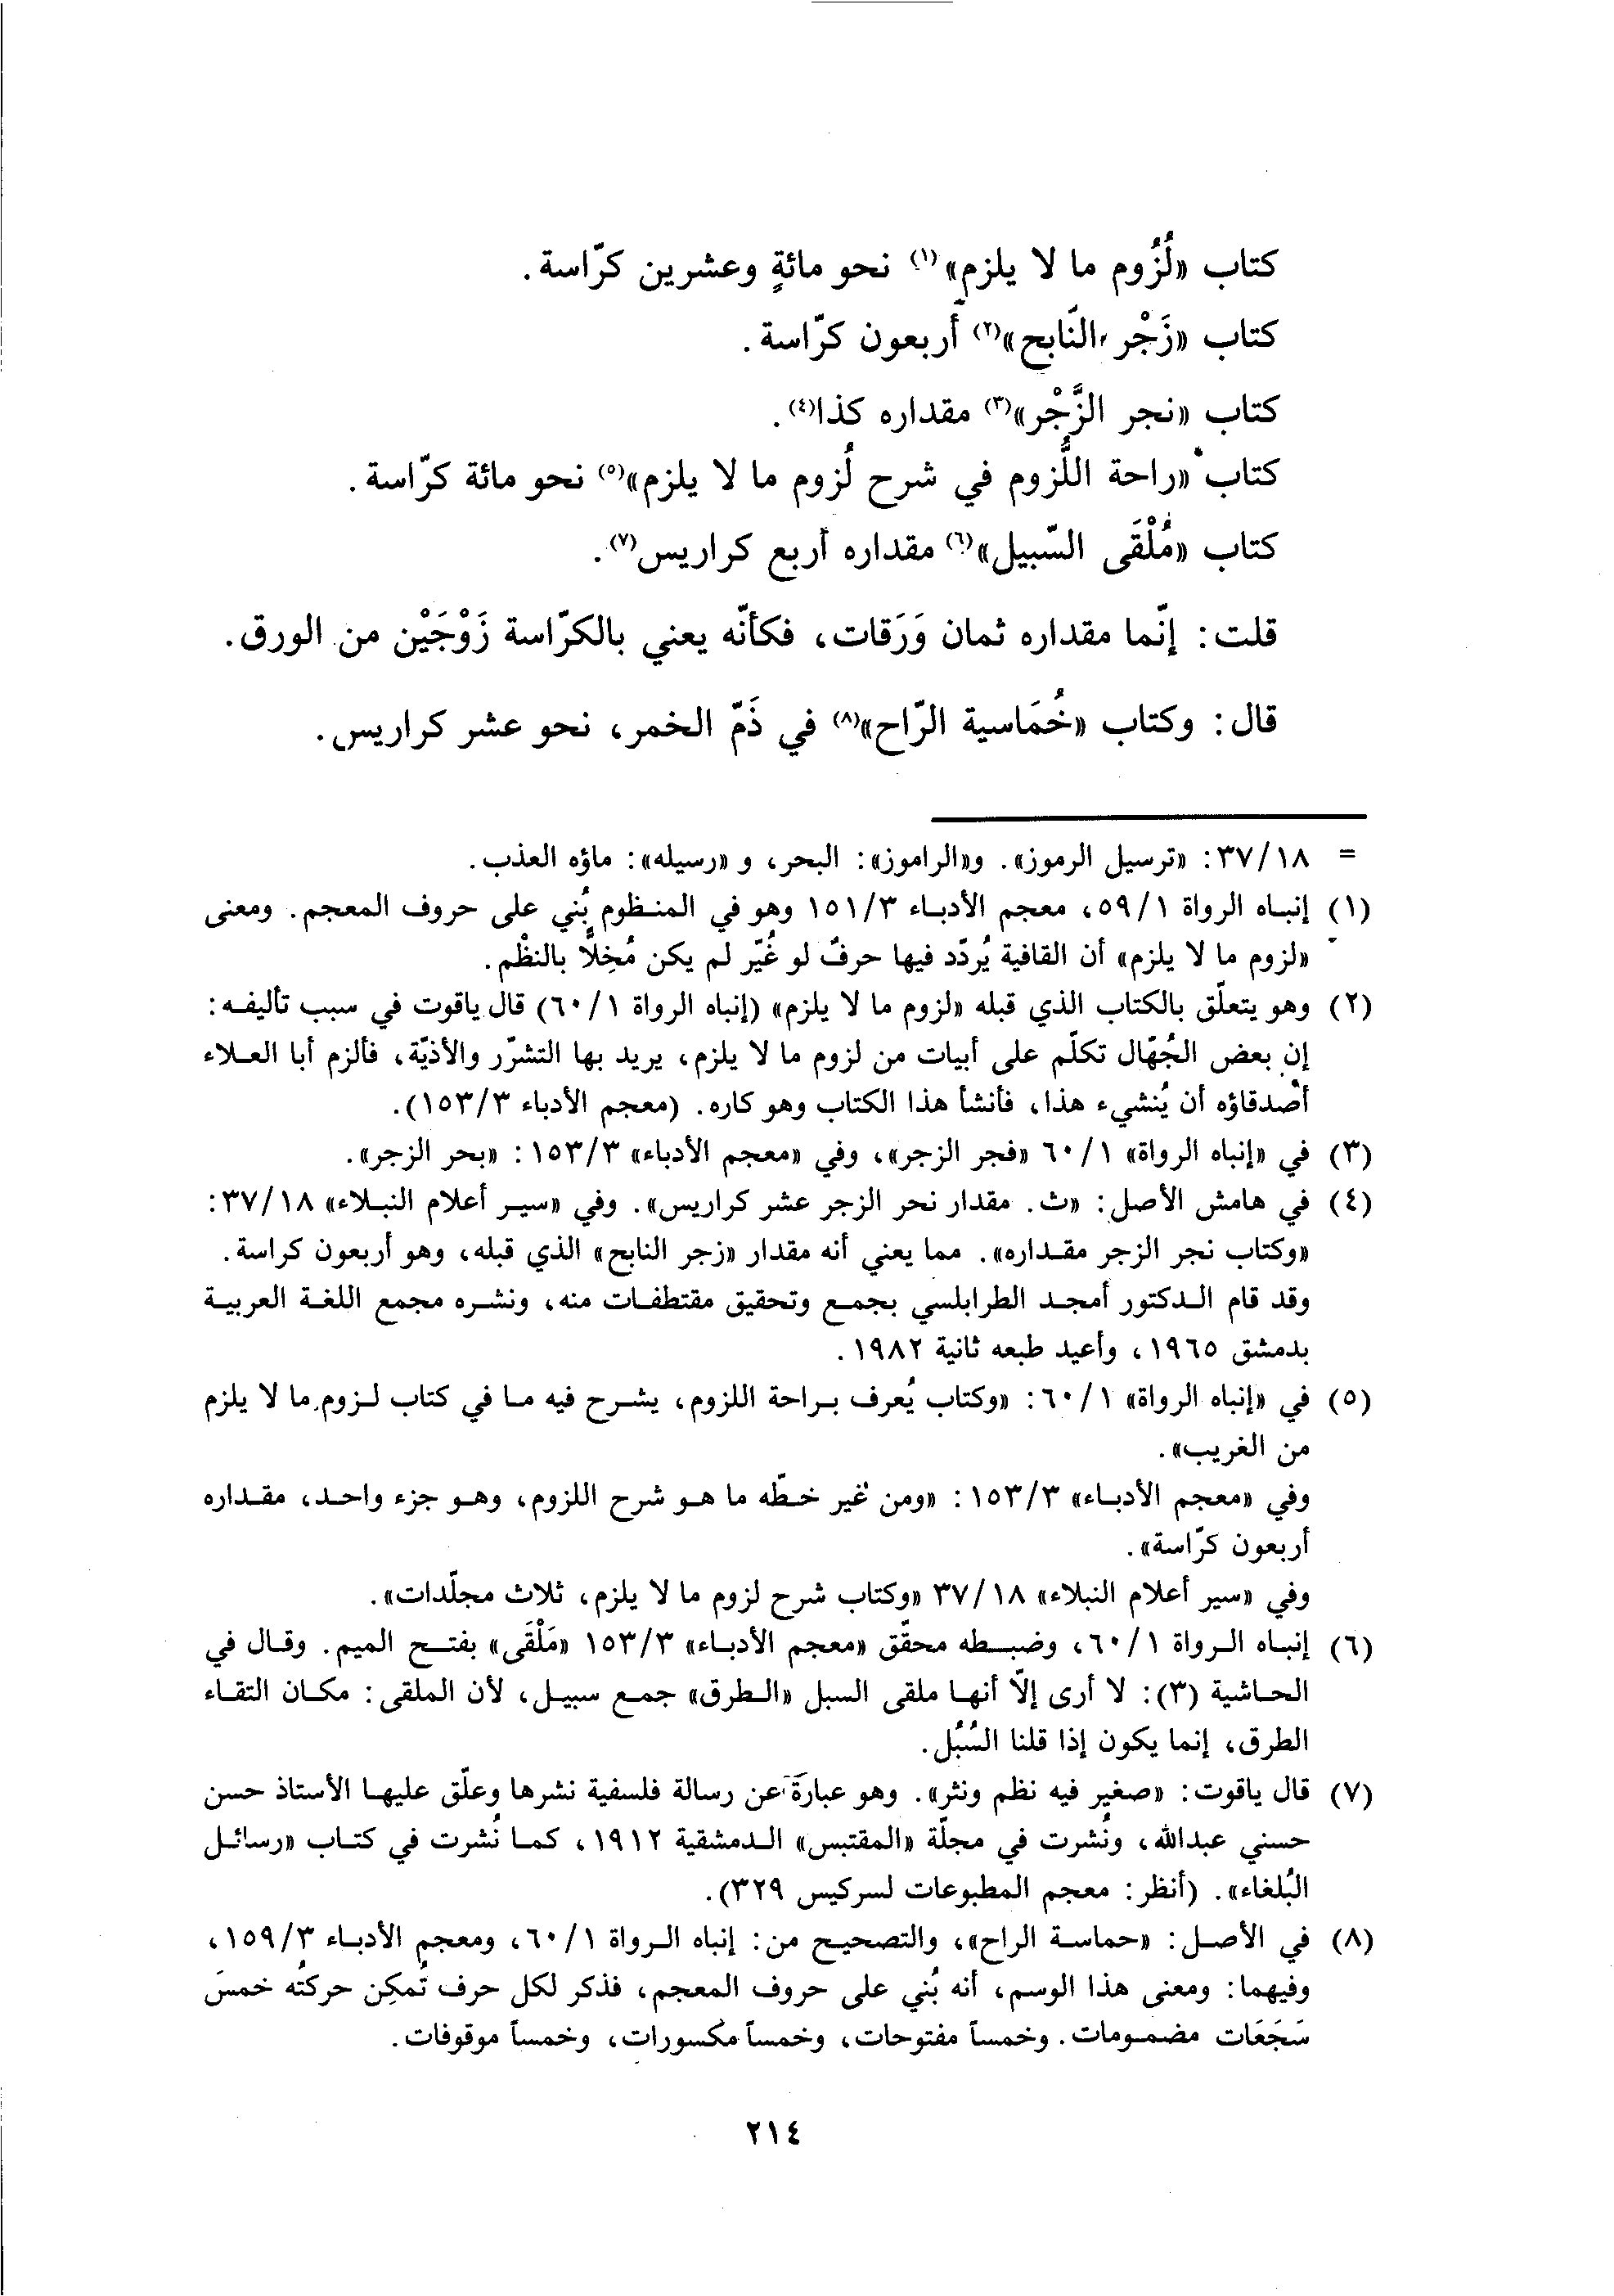 كتاب «لُزُوم ما لا يلزم»(١) نحو مائةٍ وعشرين كرّاسة.
كتاب «زَجْر النَّابح»(٢) أربعون كرّاسة.
كتاب «نجر الزَّجْر»(٣) مقداره كذا(٤).
كتاب «راحة اللُّزوم في شرح لُزوم ما لا يلزم»(٥) نحو مائة كرّاسة.
كتاب «مُلْقَى السّبيل»(٦) مقداره أربع كراريس(٧).
قلت: إنّما مقداره ثمان وَرَقات، فكأنّه يعني بالكرّاسة زَوْجَيْن من الورق.
قال: وكتاب «خُمَاسية الرّاح»(٨) في ذَمّ الخمر، نحو عشر كراريس.
= ٣٧/١٨: «ترسيل الرموز». و«الراموز»: البحر، و «رسيله»: ماؤه العذب.
(١) إنباه الرواة ٥٩/١، معجم الأدباء ١٥١/٣ وهو في المنظوم بُني على حروف المعجم. ومعنى
«لزوم ما لا يلزم» أن القافية يُردّد فيها حرفٌ لو غُيّر لم يكن مُخِلاًّ بالنظْم.
(٢) وهو يتعلّق بالكتاب الذي قبله «لزوم ما لا يلزم» (إنباه الرواة ٦٠/١) قال ياقوت في سبب تأليفه:
إن بعض الجُهّال تكلّم على أبيات من لزوم ما لا يلزم، يريد بها التشرّر والأذيّة، فألزم أبا العلاء
أصْدقاؤه أن يُنشيء هذا، فأنشأ هذا الكتاب وهو كاره. (معجم الأدباء ١٥٣/٣).
(٣) في «إنباه الرواة» ٦٠/١ «فجر الزجر»، وفي «معجم الأدباء» ١٥٣/٣: «بحر الزجر».
(٤) في هامش الأصل: «ث. مقدار نحر الزجر عشر كراريس». وفي «سير أعلام النبلاء» ٣٧/١٨:
«وكتاب نجر الزجر مقداره». مما يعني أنه مقدار «زجر النابح» الذي قبله، وهو أربعون كراسة.
وقد قام الدكتور أمجد الطرابلسي بجمع وتحقيق مقتطفات منه، ونشره مجمع اللغة العربية
بدمشق ١٩٦٥، وأعيد طبعه ثانية ١٩٨٢.
(٥) في «إنباه الرواة» ٦٠/١: «وكتاب يُعرف براحة اللزوم، يشرح فيه ما في كتاب لزوم ما لا يلزم
من الغريب».
وفي «معجم الأدباء» ١٥٣/٣: «ومن غير خطّه ما هو شرح اللزوم، وهو جزء واحد، مقداره
أربعون كرّاسة».
وفي «سير أعلام النبلاء» ٣٧/١٨ «وكتاب شرح لزوم ما لا يلزم، ثلاث مجلّدات».
(٦) إنباه الرواة ٦٠/١، وضبطه محقّق «معجم الأدباء» ١٥٣/٣ «مَلْقَى» بفتح الميم. وقال في
الحاشية (٣): لا أرى إلّا أنها ملقى السبل «الطرق» جمع سبيل، لأن الملقى: مكان التقاء
الطرق، إنما يكون إذا قلنا السُبُل.
(٧) قال ياقوت: «صغير فيه نظم ونثر». وهو عبارة عن رسالة فلسفية نشرها وعلّق عليها الأستاذ حسن
حسني عبدالله، ونُشرت في مجلّة «المقتبس» الدمشقية ١٩١٢، كما نُشرت في كتاب «رسائل
البُلغاء». (أنظر: معجم المطبوعات لسركيس ٣٢٩).
(٨) في الأصل: «حماسة الراح»، والتصحيح من: إنباه الرواة ٦٠/١، ومعجم الأدباء ١٥٩/٣،
وفيهما: ومعنى هذا الوسم، أنه بُني على حروف المعجم، فذكر لكل حرف تُمكِن حركتُه خمسَ
سَجَعَات مضمومات. وخمساً مفتوحات، وخمساً مكسورات، وخمساً موقوفات.
٢١٤